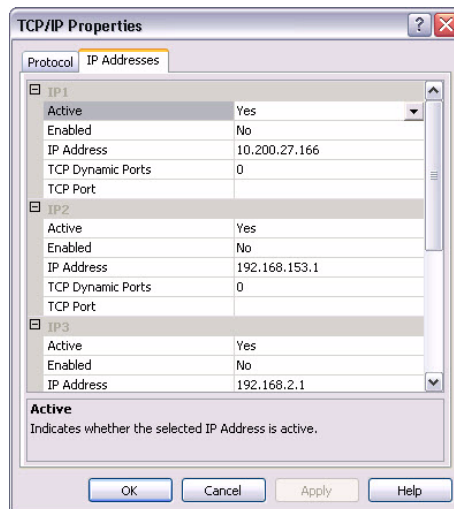 TCP/IP Properties
Protocol IP Addresses
IP1
Active Yes
Enabled No
IP Address 10.200.27.166
TCP Dynamic Ports 0
TCP Port
IP2
Active Yes
Enabled No
IP Address 192.168.153.1
TCP Dynamic Ports 0
TCP Port
IP3
Active Yes
Enabled No
IP Address 192.168.2.1
Active
Indicates whether the selected IP Address is active.
OK Cancel Apply Help